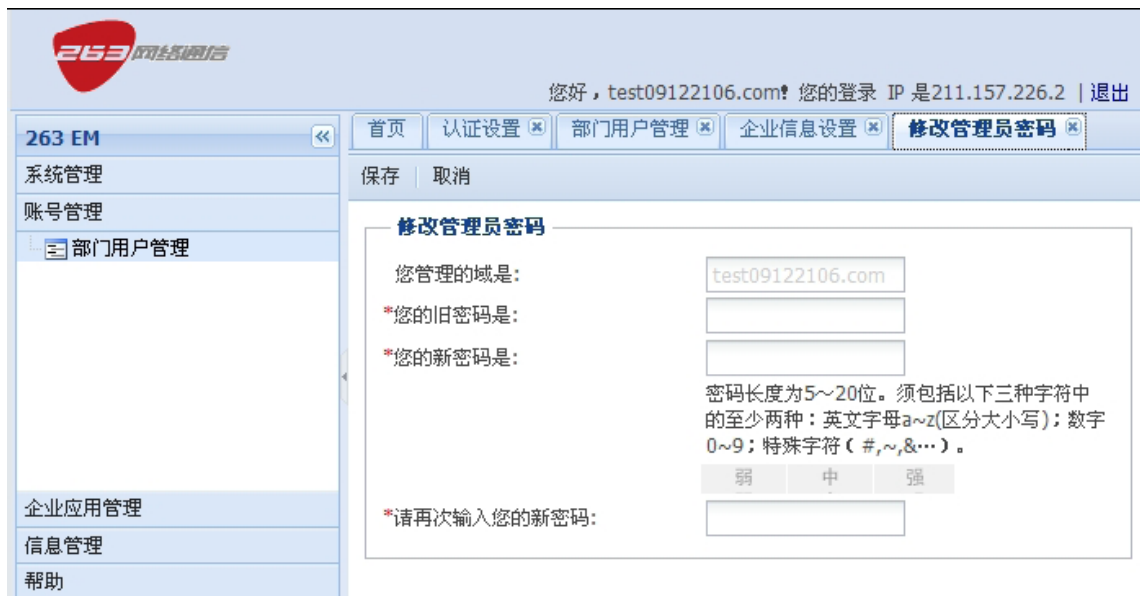 263网络通信
您好，test09122106.com! 您的登录 IP 是211.157.226.2 | 退出
263 EM
首页 认证设置 部门用户管理 企业信息设置 修改管理员密码
系统管理
保存 取消
账号管理
修改管理员密码
部门用户管理
您管理的域是: test09122106.com
*您的旧密码是:
*您的新密码是:
密码长度为5～20位。须包括以下三种字符中
的至少两种：英文字母a~z(区分大小写)；数字
0~9；特殊字符（ #,~,&…）。
弱 中 强
企业应用管理
*请再次输入您的新密码:
信息管理
帮助